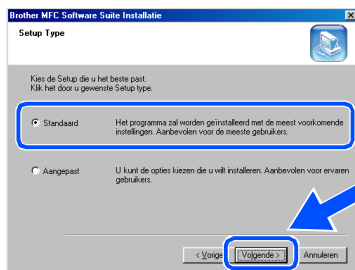 Brother MFC Software Suite Installatie
Setup Type
Kies de Setup die u het beste past.
Klik het door u gewenste Setup type.
Standaard
Het programma zal worden geïnstalleerd met de meest voorkomende
instellingen. Aanbevolen voor de meeste gebruikers.
Aangepast
U kunt de opties kiezen die u wilt installeren. Aanbevolen voor ervaren
gebruikers.
< Vorige
Volgende >
Annuleren